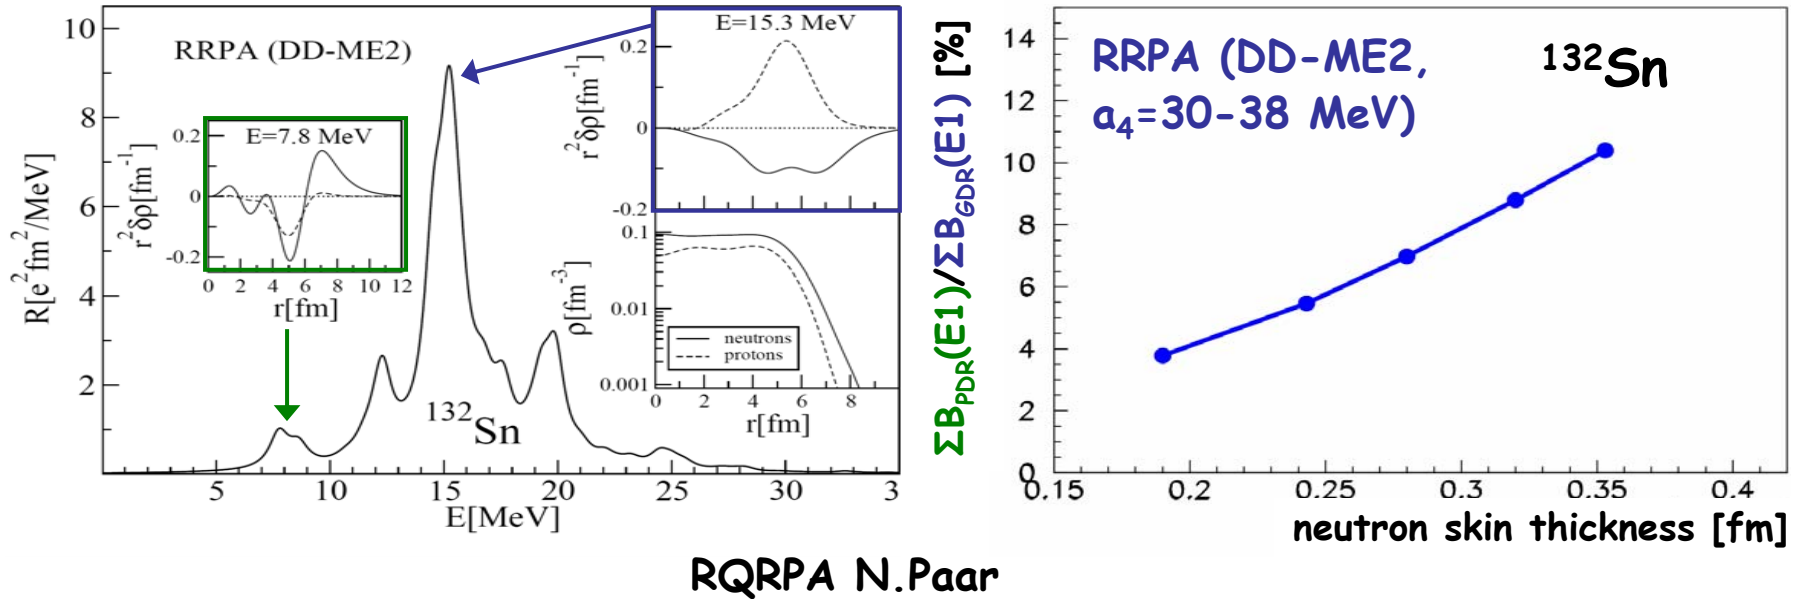 RRPA (DD-ME2)
10
8
6
4
2
R[e² fm²/MeV]
5
10
15
20
25
30
3
E[MeV]
¹³²Sn
E=7.8 MeV
0.2
0
-0.2
r²δρ[fm⁻¹]
0 2 4 6 8 10 12
r[fm]
E=15.3 MeV
0.2
0
-0.2
r²δρ[fm⁻¹]
0.1
0.01
0.001
ρ[fm⁻³]
neutrons
protons
0 2 4 6 8
r[fm]
ΣB_PDR(E1)/ΣB_GDR(E1) [%]
14
12
10
8
6
4
2
0
RRPA (DD-ME2,
a₄=30-38 MeV)
¹³²Sn
0.15 0.2 0.25 0.3 0.35 0.4
neutron skin thickness [fm]
RQRPA N.Paar